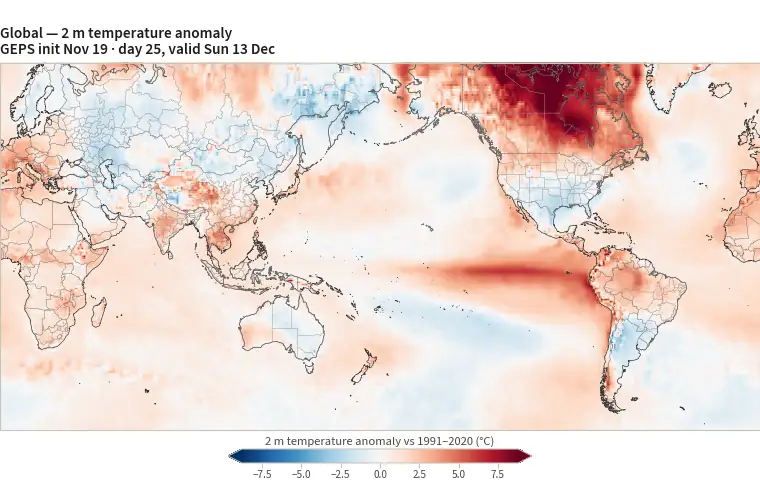 Global — 2 m temperature anomaly
GEPS init Nov 19 · day 25, valid Sun 13 Dec
2 m temperature anomaly vs 1991–2020 (°C)
−7.5 −5.0 −2.5 0.0 2.5 5.0 7.5